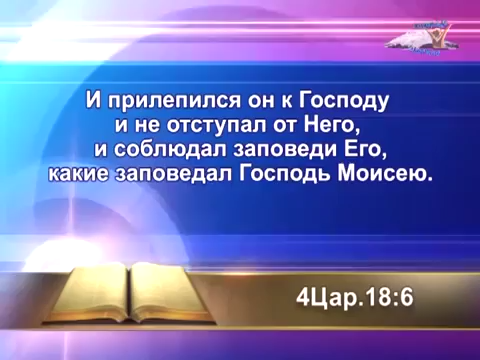 И прилепился он к Господу
и не отступал от Него,
и соблюдал заповеди Его,
какие заповедал Господь Моисею.
4Цар.18:6